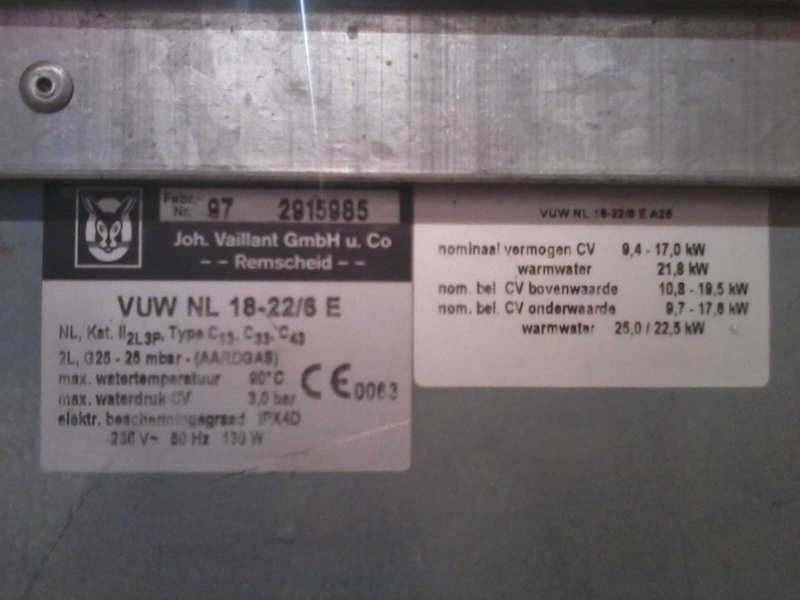 Febr.-
Nr. 97 2915985
Joh. Vaillant GmbH u. Co
-- Remscheid --
VUW NL 18-22/6 E
NL, Kat. II2L3P, Type C13, C33, C43
2L, G25 - 25 mbar - (AARDGAS)
max. watertemperatuur 90°C
max. waterdruk CV 3,0 bar
CE 0063
elektr. beschermingsgraad IPX4D
230 V~ 50 Hz 130 W
VUW NL 18-22/6 E A25
nominaal vermogen CV 9,4 - 17,0 kW
warmwater 21,8 kW
nom. bel. CV bovenwaarde 10,8 - 19,5 kW
nom. bel. CV onderwaarde 9,7 - 17,6 kW
warmwater 25,0 / 22,5 kW